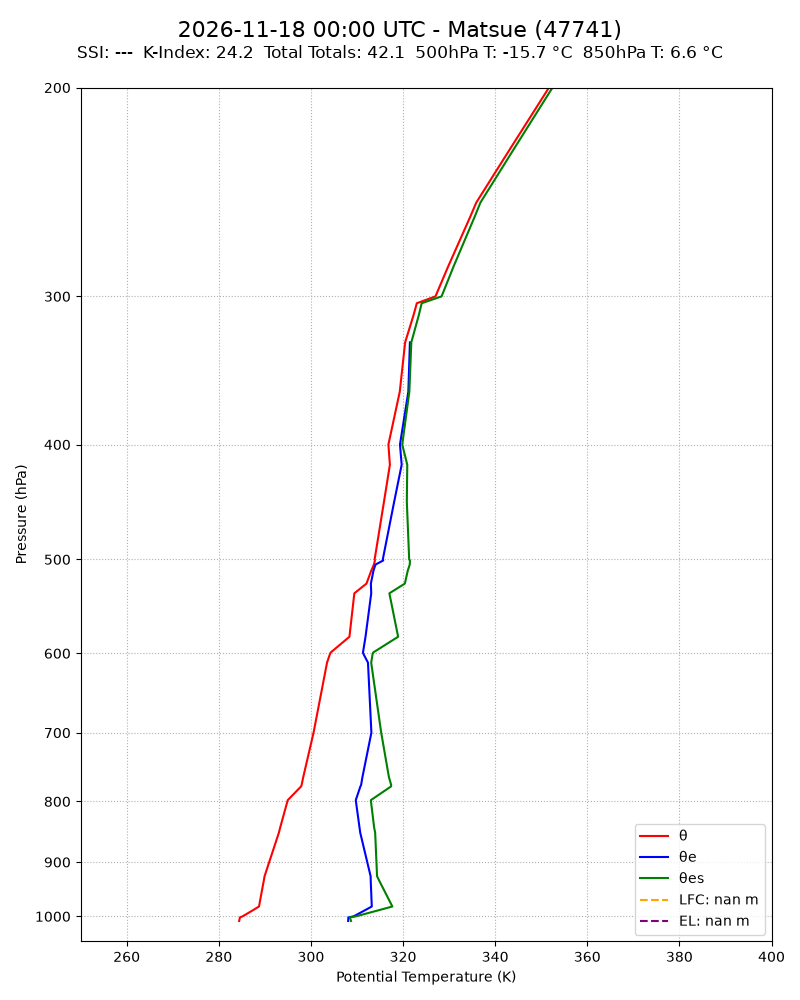 2026-11-18 00:00 UTC - Matsue (47741)
SSI: ---  K-Index: 24.2  Total Totals: 42.1  500hPa T: -15.7 °C  850hPa T: 6.6 °C
200
300
400
500
600
700
800
900
1000
Pressure (hPa)
260 280 300 320 340 360 380 400
Potential Temperature (K)
θ
θe
θes
LFC: nan m
EL: nan m